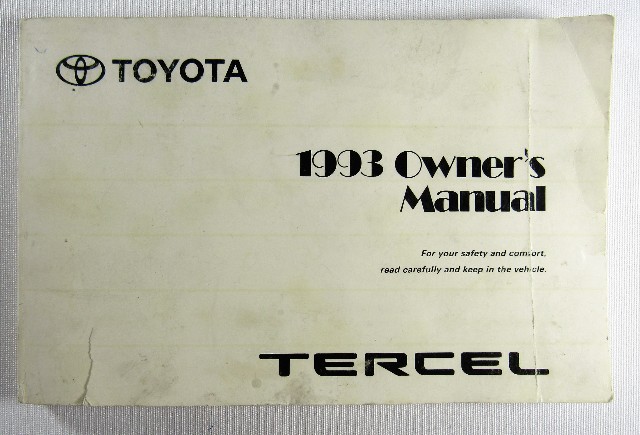 TOYOTA
1993 Owner's
Manual
For your safety and comfort,
read carefully and keep in the vehicle.
TERCEL